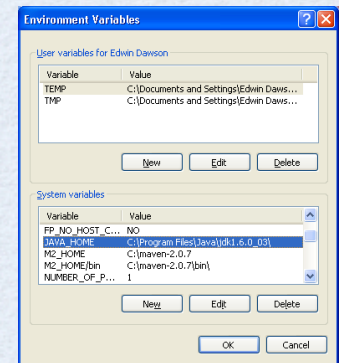 Environment Variables
User variables for Edwin Dawson
Variable Value
TEMP C:\Documents and Settings\Edwin Daws...
TMP C:\Documents and Settings\Edwin Daws...
New Edit Delete
System variables
Variable Value
FP_NO_HOST_C... NO
JAVA_HOME C:\Program Files\Java\jdk1.6.0_03\
M2_HOME C:\maven-2.0.7
M2_HOME/bin C:\maven-2.0.7\bin\
NUMBER_OF_P... 1
New Edit Delete
OK Cancel